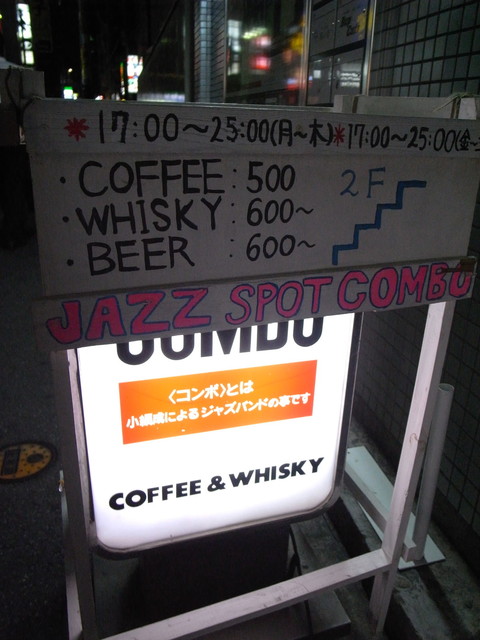 *17:00～25:00(月～木)*17:00～25:00(金～
・COFFEE:500
・WHISKY:600～
・BEER:600～
2F
JAZZ SPOT COMBO
COMBO
〈コンボ〉とは
小編成によるジャズバンドの事です
COFFEE & WHISKY